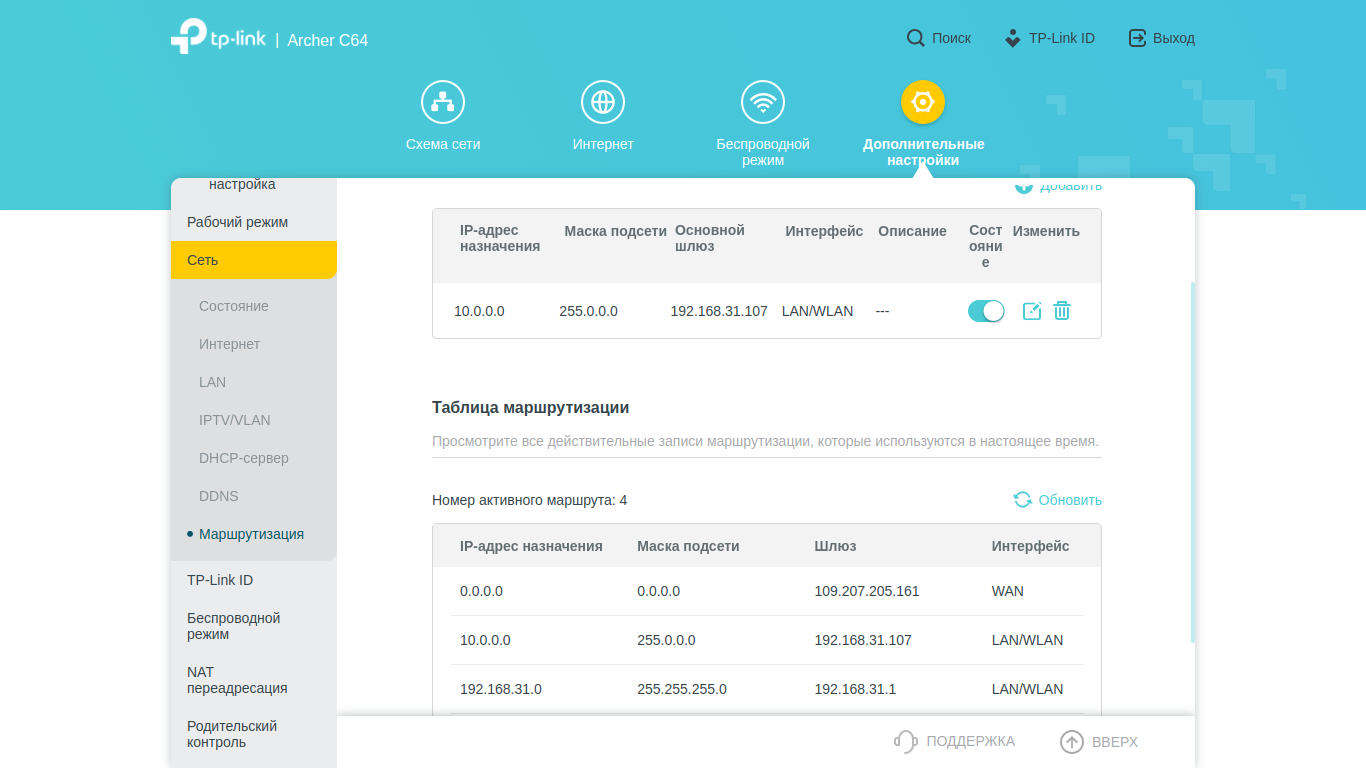 tp-link | Archer C64
Поиск
TP-Link ID
Выход
Схема сети
Интернет
Беспроводной
режим
Дополнительные
настройки
настройка
Рабочий режим
Сеть
Состояние
Интернет
LAN
IPTV/VLAN
DHCP-сервер
DDNS
Маршрутизация
TP-Link ID
Беспроводной
режим
NAT
переадресация
Родительский
контроль
Добавить
IP-адрес
назначения
Маска подсети
Основной
шлюз
Интерфейс
Описание
Сост
ояни
е
Изменить
10.0.0.0 255.0.0.0 192.168.31.107 LAN/WLAN ---
Таблица маршрутизации
Просмотрите все действительные записи маршрутизации, которые используются в настоящее время.
Номер активного маршрута: 4
Обновить
IP-адрес назначения Маска подсети Шлюз Интерфейс
0.0.0.0 0.0.0.0 109.207.205.161 WAN
10.0.0.0 255.0.0.0 192.168.31.107 LAN/WLAN
192.168.31.0 255.255.255.0 192.168.31.1 LAN/WLAN
ПОДДЕРЖКА
ВВЕРХ